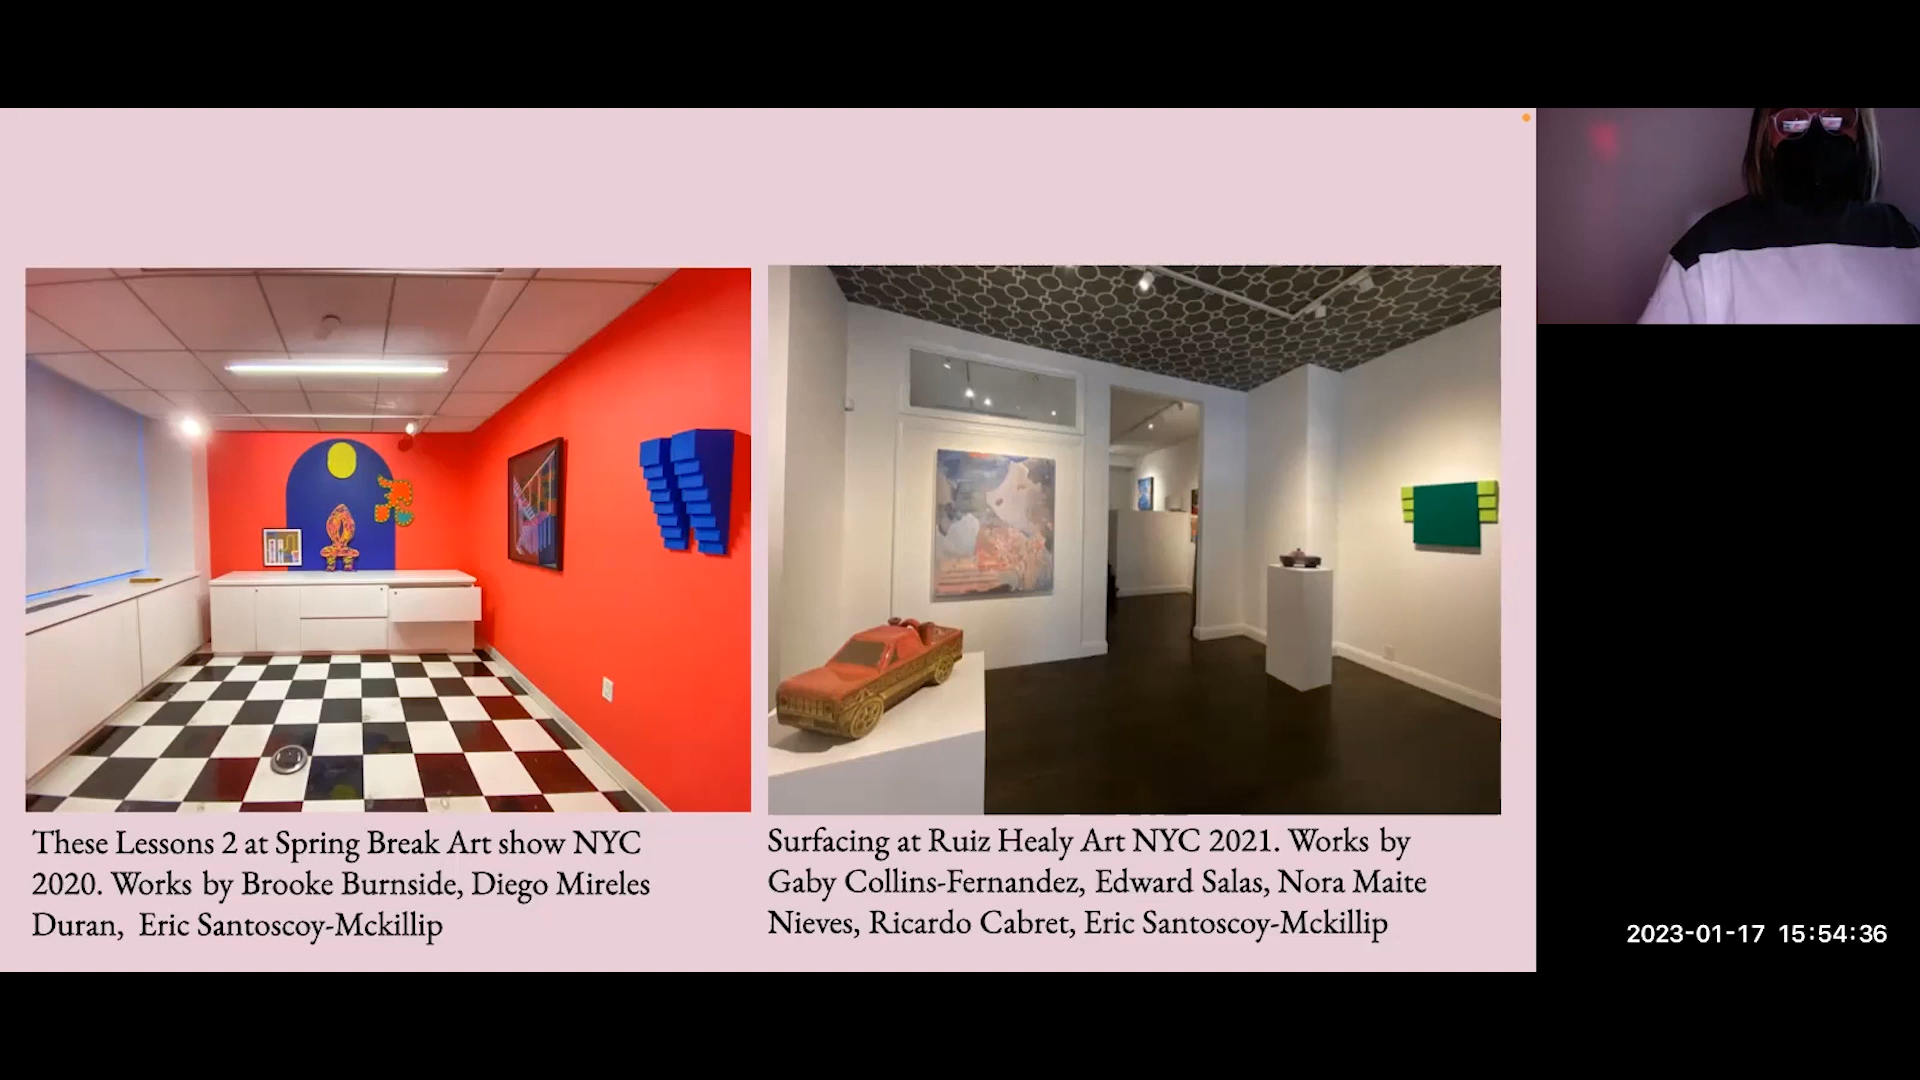 These Lessons 2 at Spring Break Art show NYC
2020. Works by Brooke Burnside, Diego Mireles
Duran,  Eric Santoscoy-Mckillip
Surfacing at Ruiz Healy Art NYC 2021. Works by
Gaby Collins-Fernandez, Edward Salas, Nora Maite
Nieves, Ricardo Cabret, Eric Santoscoy-Mckillip
2023-01-17 15:54:36